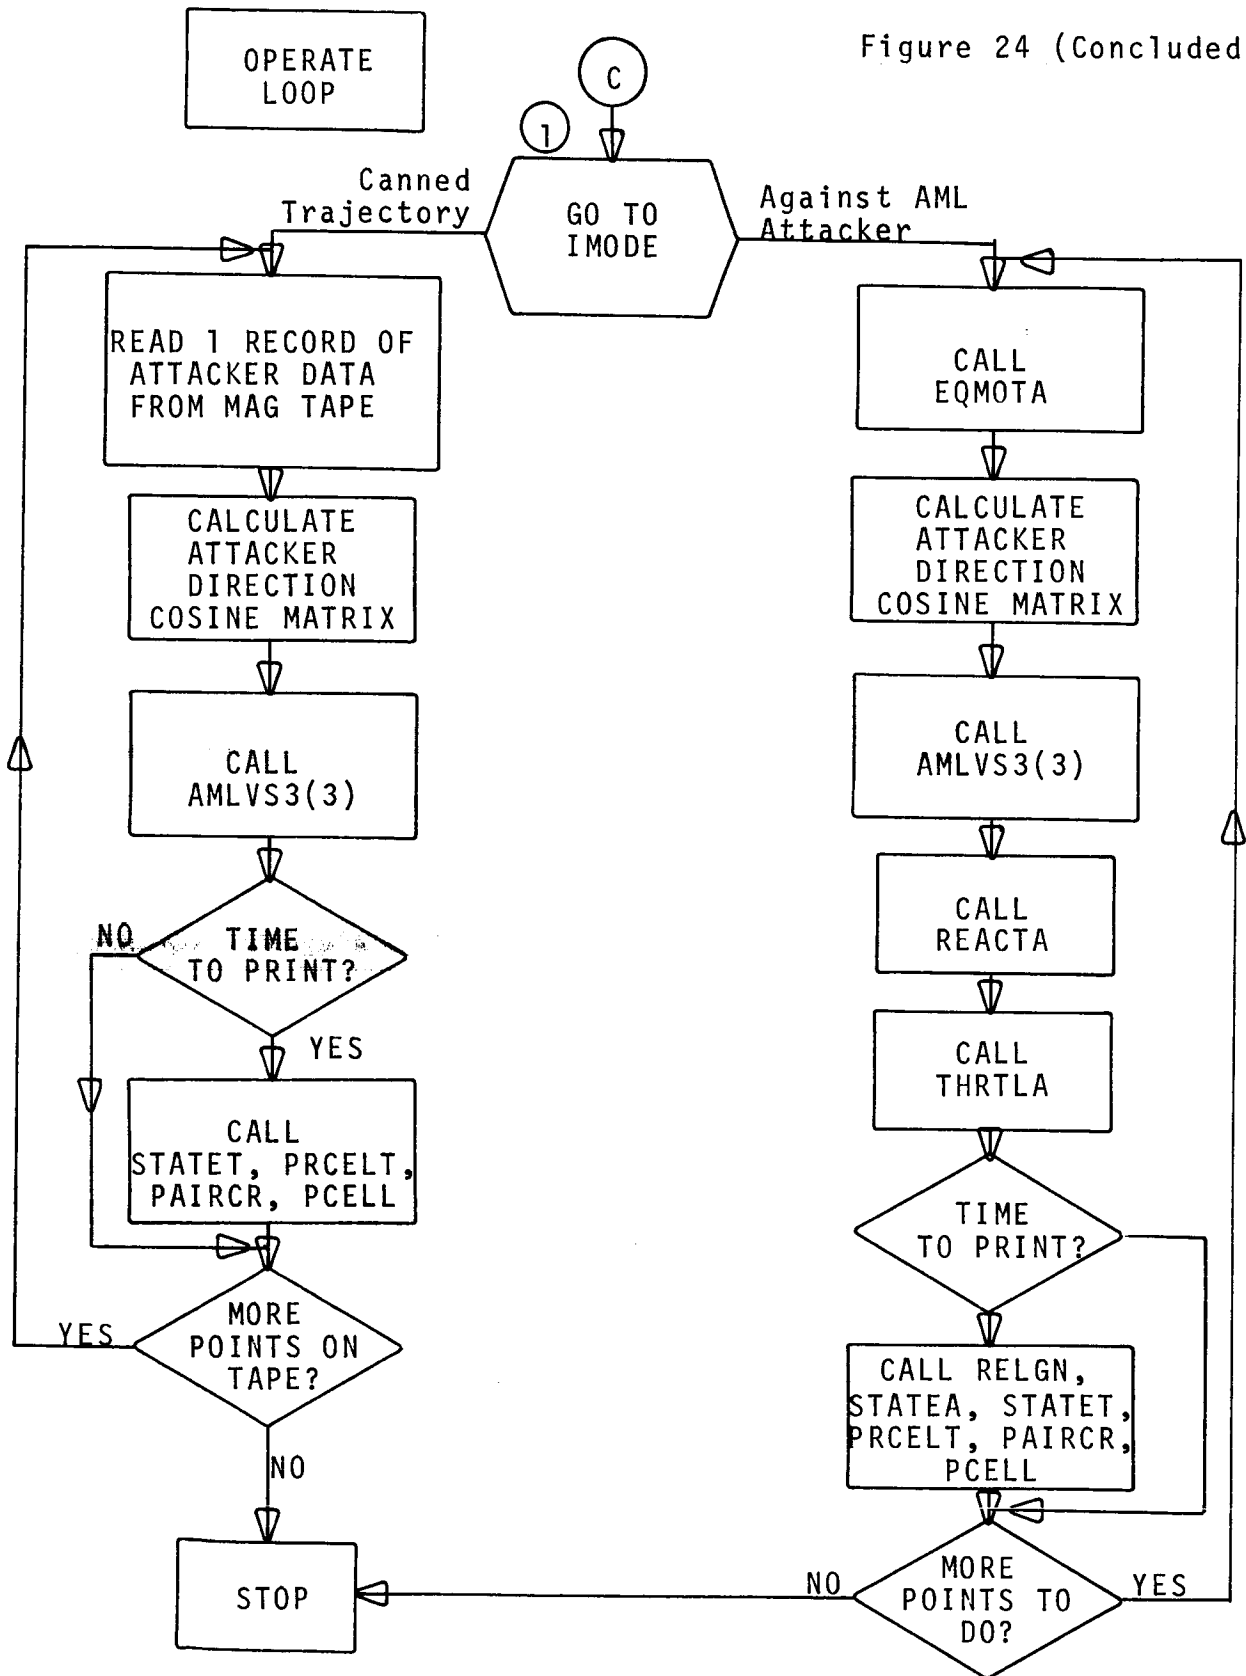 OPERATE
LOOP
Figure 24 (Concluded
C
1
Canned
Trajectory
GO TO
IMODE
Against AML
Attacker
READ 1 RECORD OF
ATTACKER DATA
FROM MAG TAPE
CALCULATE
ATTACKER
DIRECTION
COSINE MATRIX
CALL
AMLVS3(3)
TIME
TO PRINT?
NO
YES
CALL
STATET, PRCELT,
PAIRCR, PCELL
MORE
POINTS ON
TAPE?
YES
NO
STOP
CALL
EQMOTA
CALCULATE
ATTACKER
DIRECTION
COSINE MATRIX
CALL
AMLVS3(3)
CALL
REACTA
CALL
THRTLA
TIME
TO PRINT?
CALL RELGN,
STATEA, STATET,
PRCELT, PAIRCR,
PCELL
MORE
POINTS TO
DO?
NO
YES